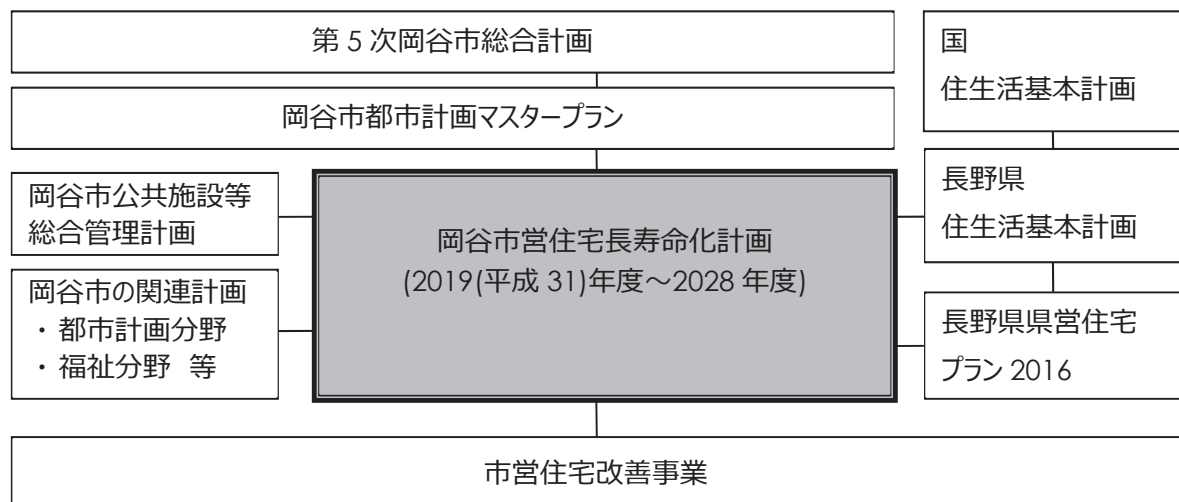 第5次岡谷市総合計画
岡谷市都市計画マスタープラン
国
住生活基本計画
岡谷市公共施設等
総合管理計画
岡谷市営住宅長寿命化計画
(2019(平成 31)年度～2028 年度)
長野県
住生活基本計画
岡谷市の関連計画
・ 都市計画分野
・ 福祉分野 等
長野県県営住宅
プラン 2016
市営住宅改善事業